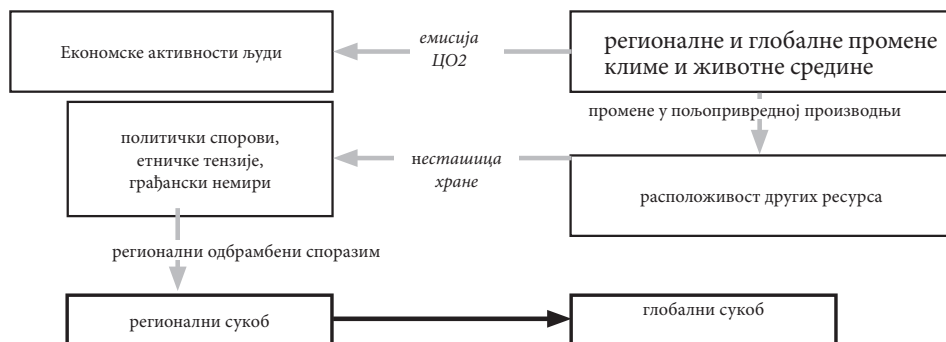 Економске активности људи
емисија
ЦО2
регионалне и глобалне промене
климе и животне средине
промене у пољопривредној производњи
политички спорови,
етничке тензије,
грађански немири
несташица
хране
расположивост других ресурса
регионални одбрамбени споразим
регионални сукоб
глобални сукоб